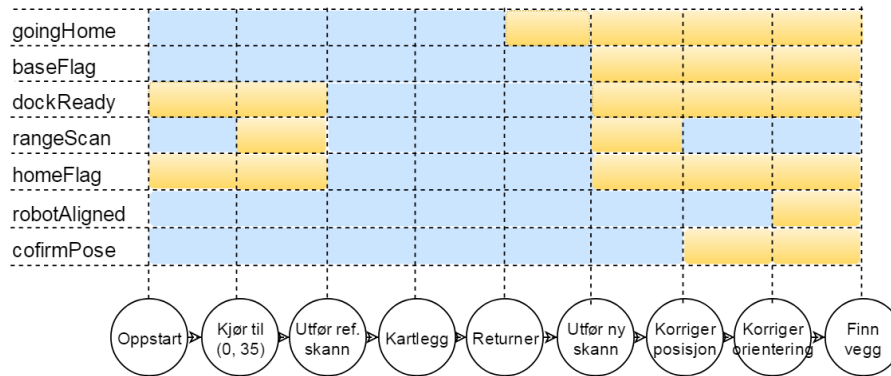 goingHome
baseFlag
dockReady
rangeScan
homeFlag
robotAligned
cofirmPose
Oppstart
Kjør til
(0, 35)
Utfør ref.
skann
Kartlegg
Returner
Utfør ny
skann
Korriger
posisjon
Korriger
orientering
Finn
vegg